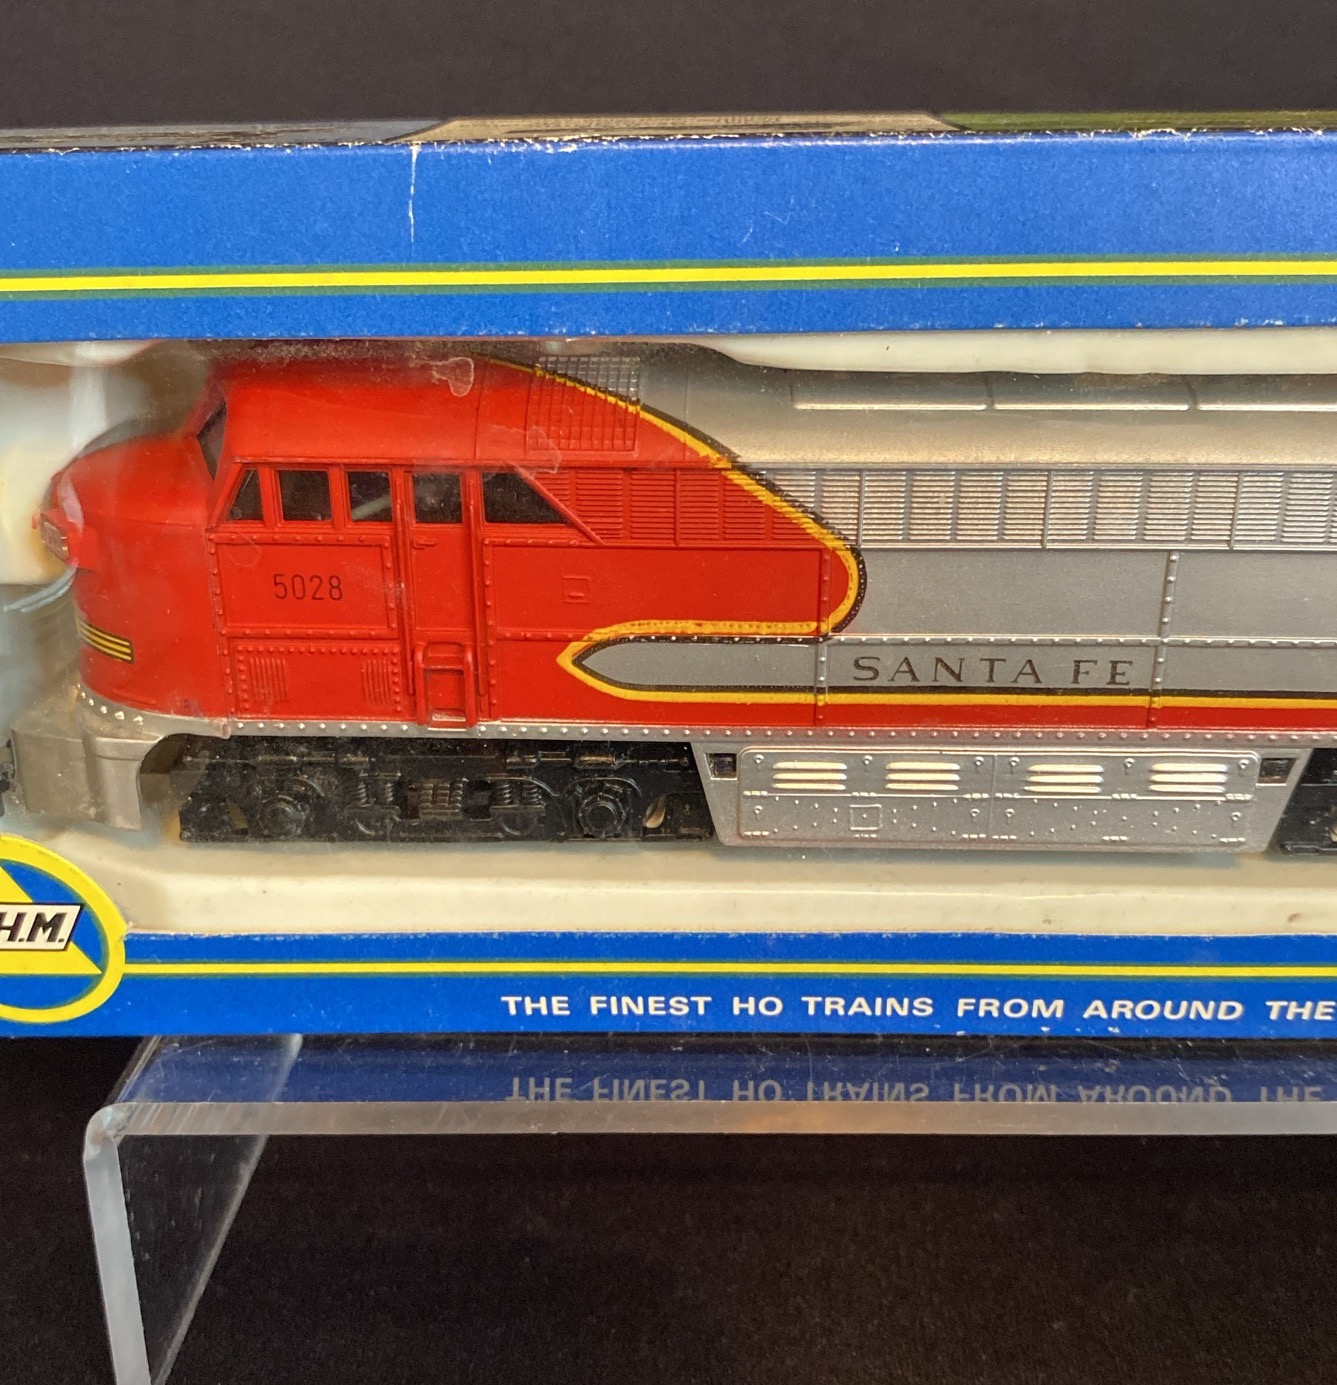 5028
SANTA FE
H.M.
THE FINEST HO TRAINS FROM AROUND THE
THE FINEST HO TRAINS FROM AROUND THE